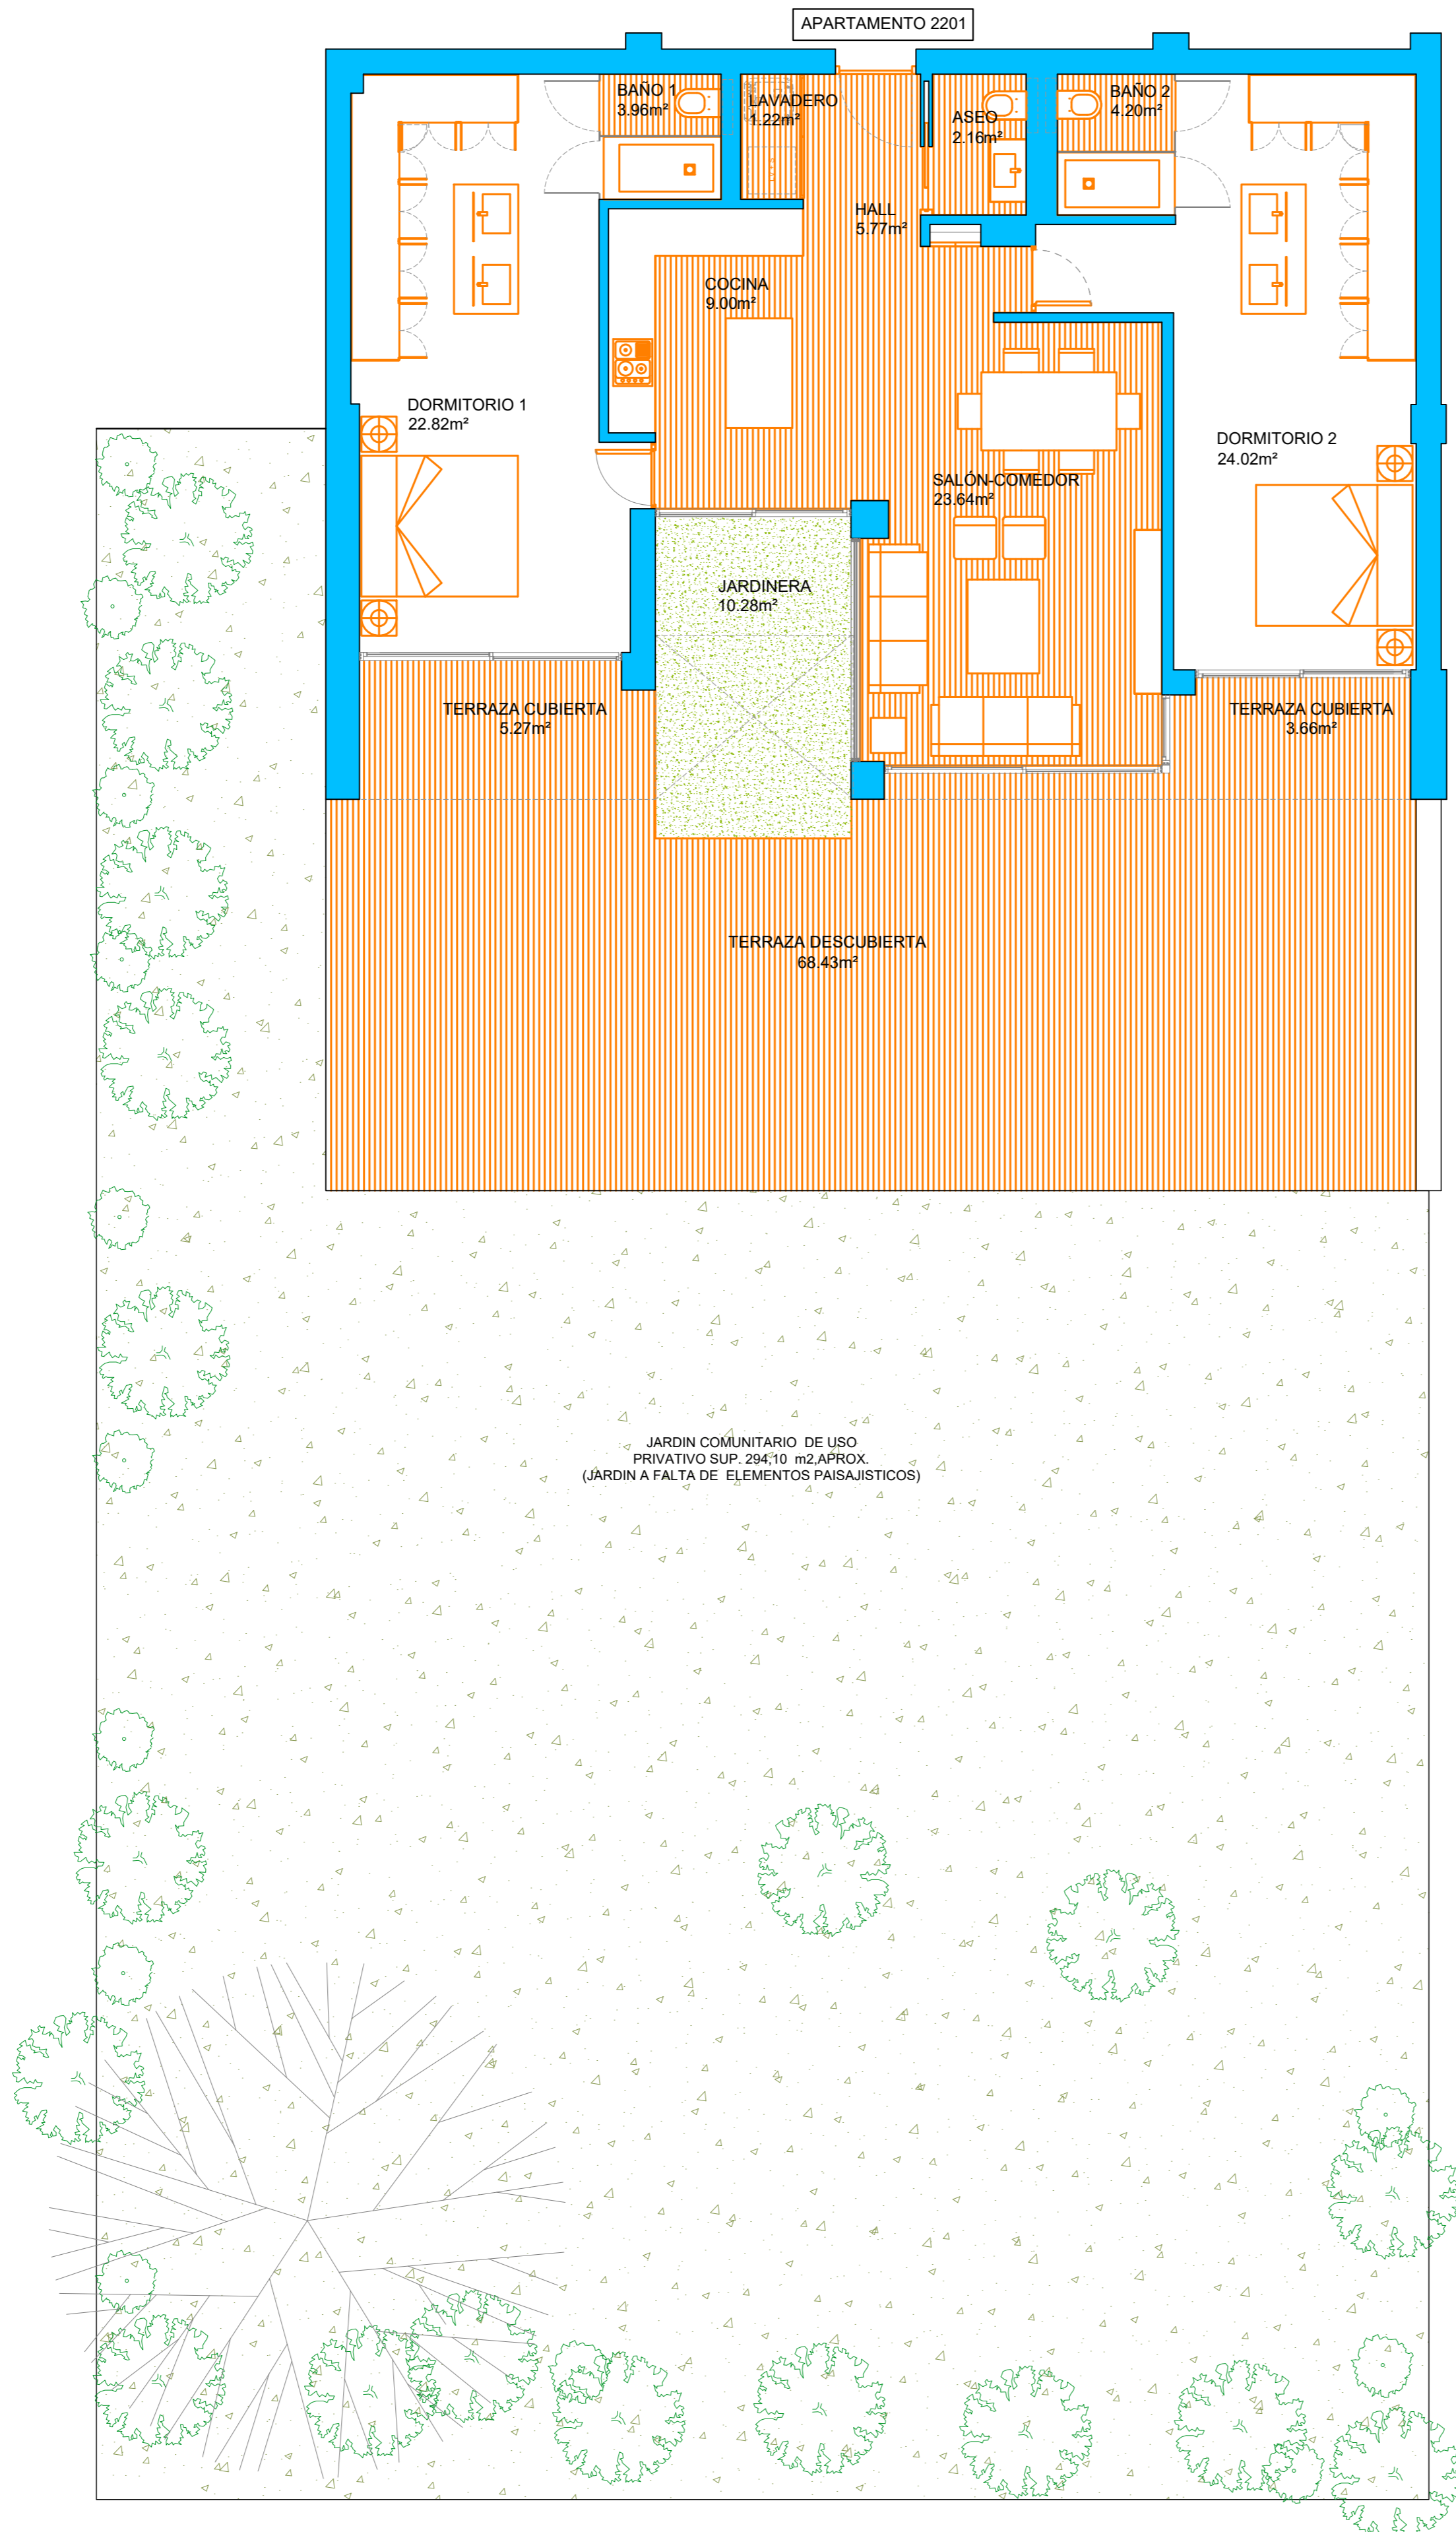 APARTAMENTO 2201
BAÑO 1
3.96m²
LAVADERO
1.22m²
ASEO
2.16m²
BAÑO 2
4.20m²
HALL
5.77m²
COCINA
9.00m²
DORMITORIO 1
22.82m²
DORMITORIO 2
24.02m²
SALÓN-COMEDOR
23.64m²
JARDINERA
10.28m²
TERRAZA CUBIERTA
5.27m²
TERRAZA CUBIERTA
3.66m²
TERRAZA DESCUBIERTA
68.43m²
JARDIN COMUNITARIO DE USO
PRIVATIVO SUP. 294,10 m2,APROX.
(JARDIN A FALTA DE ELEMENTOS PAISAJISTICOS)